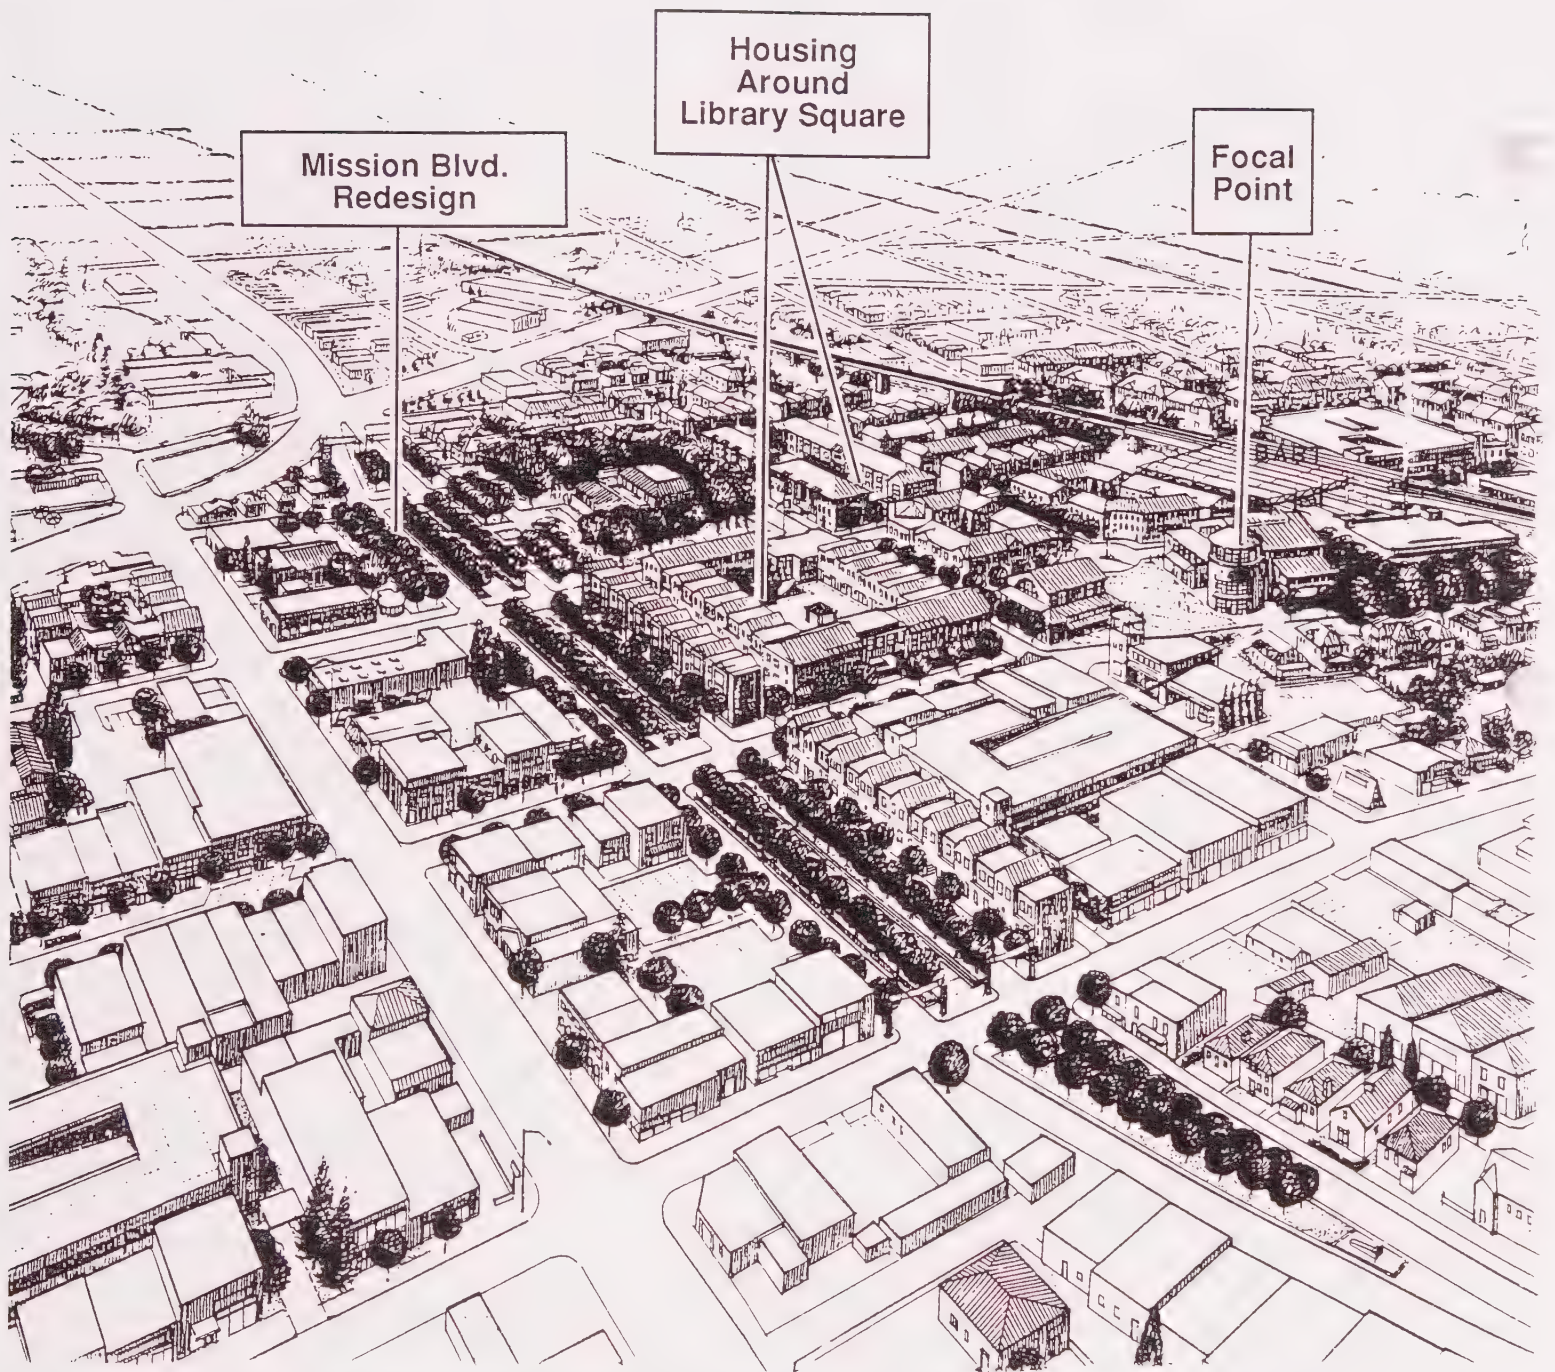 Housing
Around
Library Square
Mission Blvd.
Redesign
Focal
Point
BART